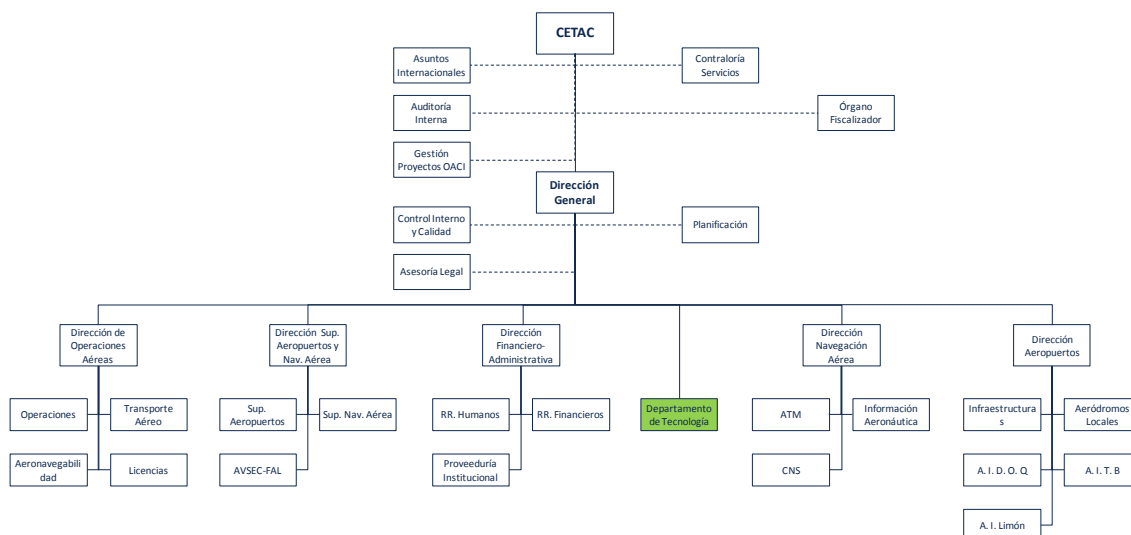 CETAC
Asuntos
Internacionales
Contraloría
Servicios
Auditoría
Interna
Órgano
Fiscalizador
Gestión
Proyectos OACI
Dirección
General
Control Interno
y Calidad
Planificación
Asesoría Legal
Dirección de
Operaciones
Aéreas
Dirección Sup.
Aeropuertos y
Nav. Aérea
Dirección
Financiero-
Administrativa
Dirección
Navegación
Aérea
Dirección
Aeropuertos
Operaciones
Transporte
Aéreo
Sup.
Aeropuertos
Sup. Nav. Aérea
RR. Humanos
RR. Financieros
Departamento
de Tecnología
ATM
Información
Aeronáutica
Infraestructura
s
Aeródromos
Locales
Aeronavegabili
dad
Licencias
AVSEC-FAL
Proveeduría
Institucional
CNS
A. I. D. O. Q
A. I. T. B
A. I. Limón